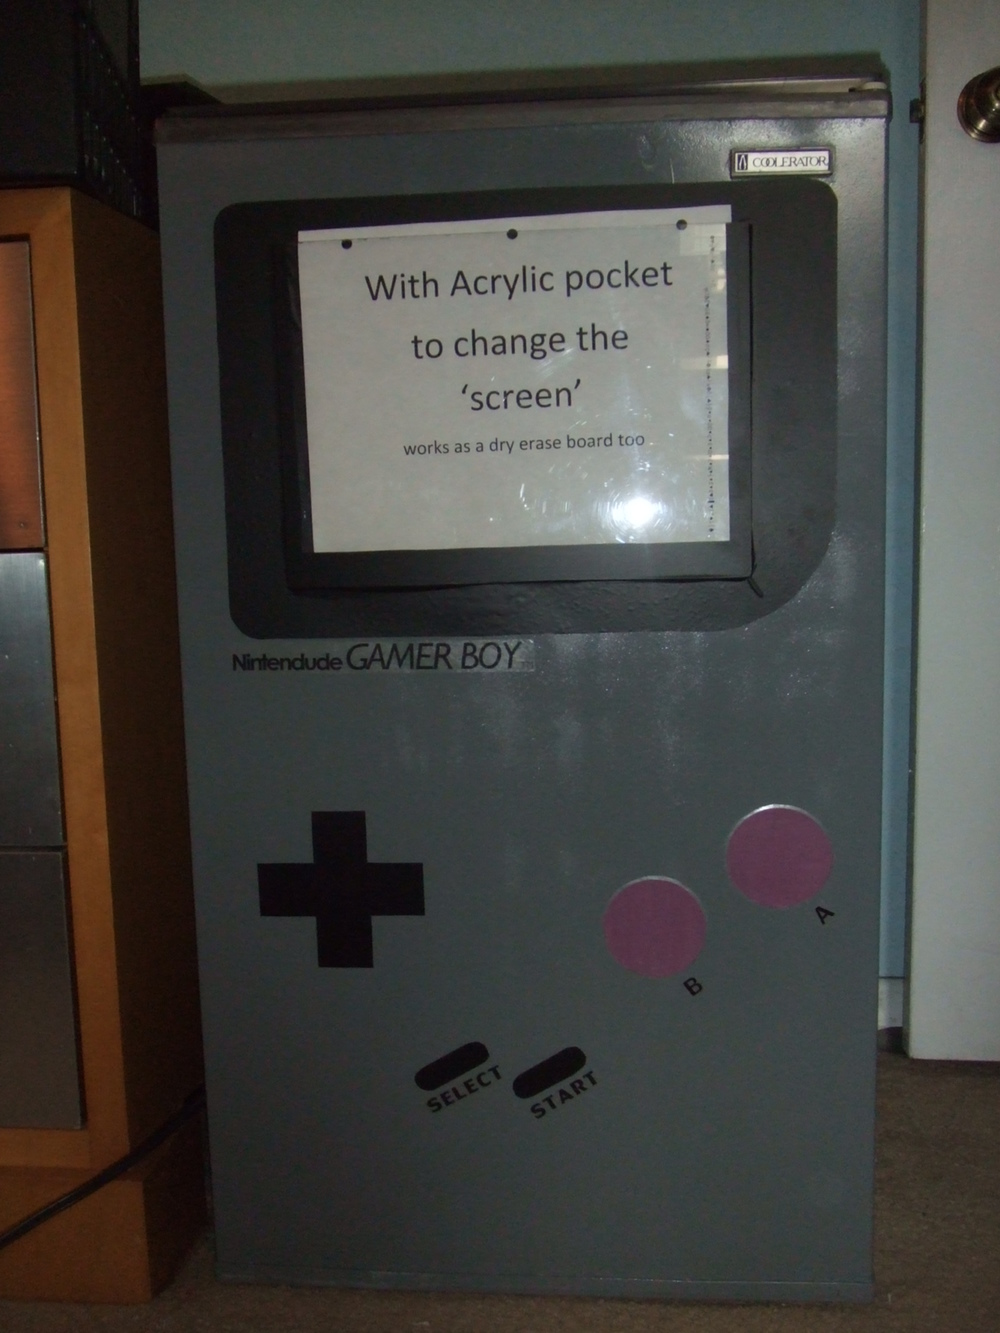 COOLERATOR
With Acrylic pocket
to change the
‘screen’
works as a dry erase board too
Nintendude GAMER BOY
A
B
SELECT
START